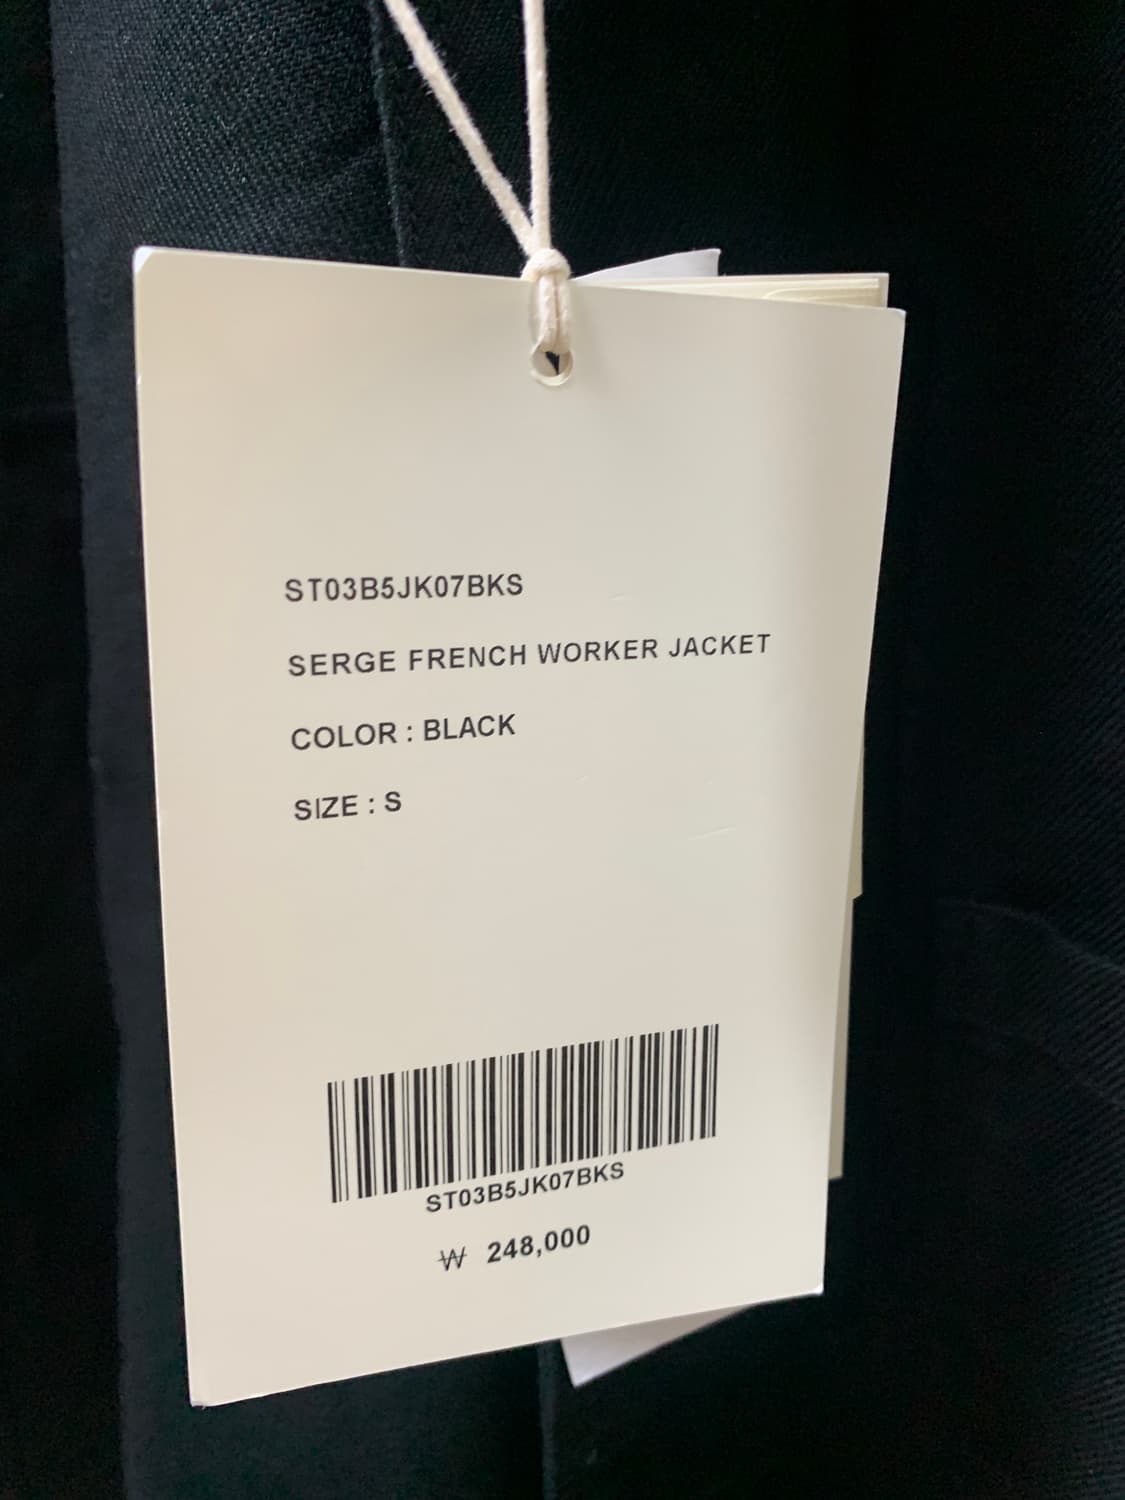 ST03B5JK07BKS
SERGE FRENCH WORKER JACKET
COLOR : BLACK
SIZE : S
ST03B5JK07BKS
₩ 248,000